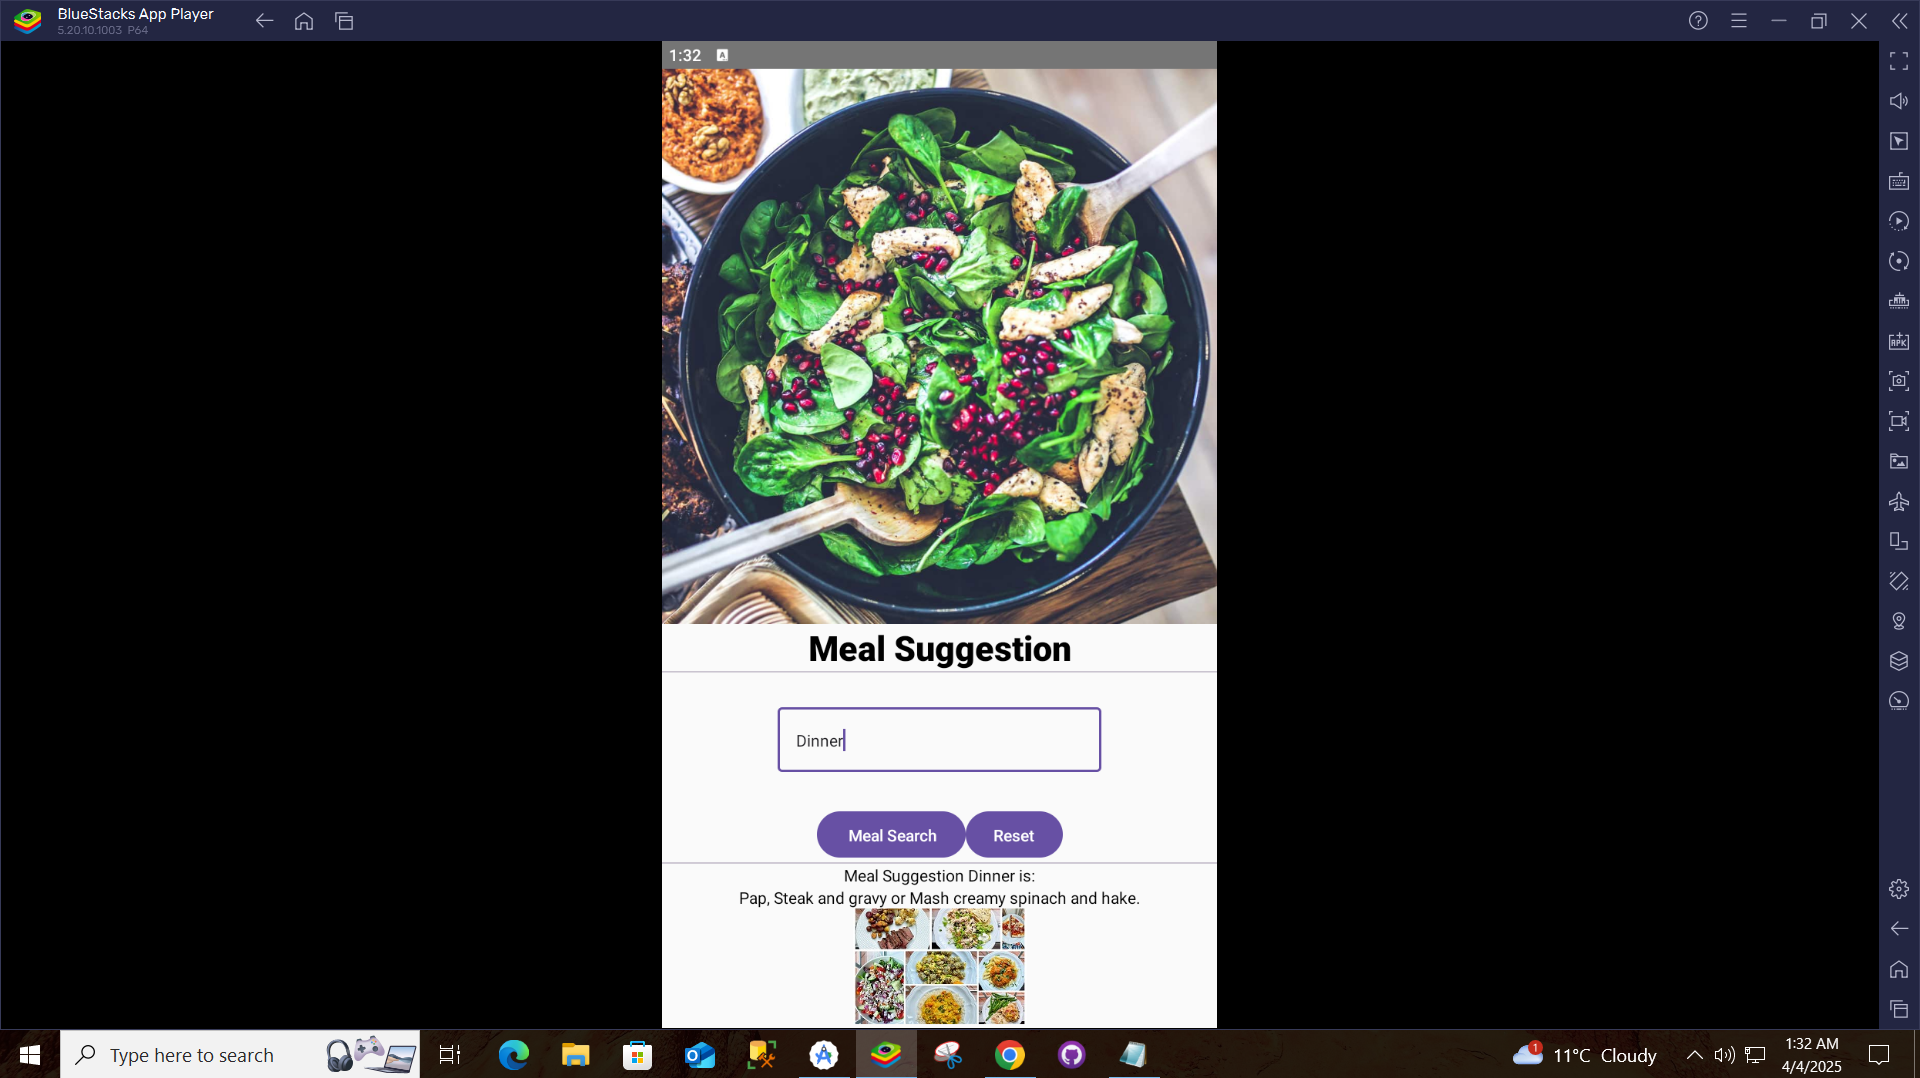 BlueStacks App Player
5.20.10.1003 P64
1:32
Meal Suggestion
Dinner
Meal Search
Reset
Meal Suggestion Dinner is:
Pap, Steak and gravy or Mash creamy spinach and hake.
Type here to search
1
11°C Cloudy
1:32 AM
4/4/2025